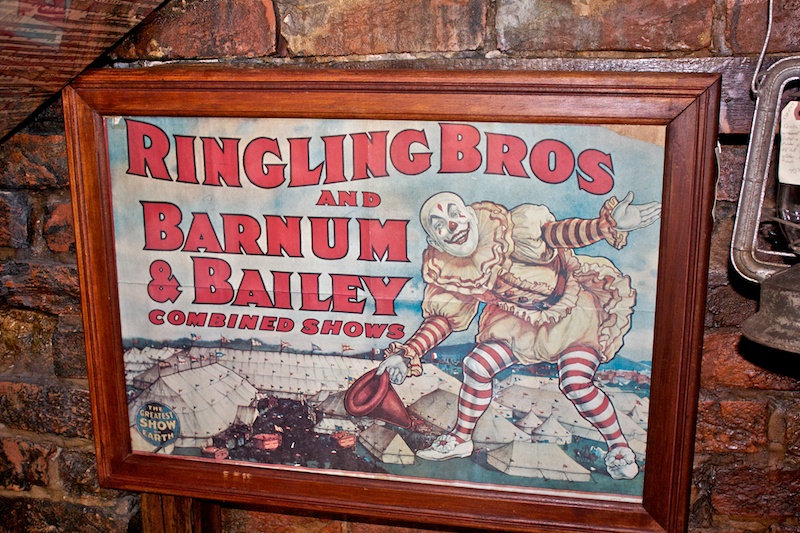 RINGLING BROS
AND
BARNUM
& BAILEY
COMBINED SHOWS
THE
GREATEST
SHOW
ON
EARTH